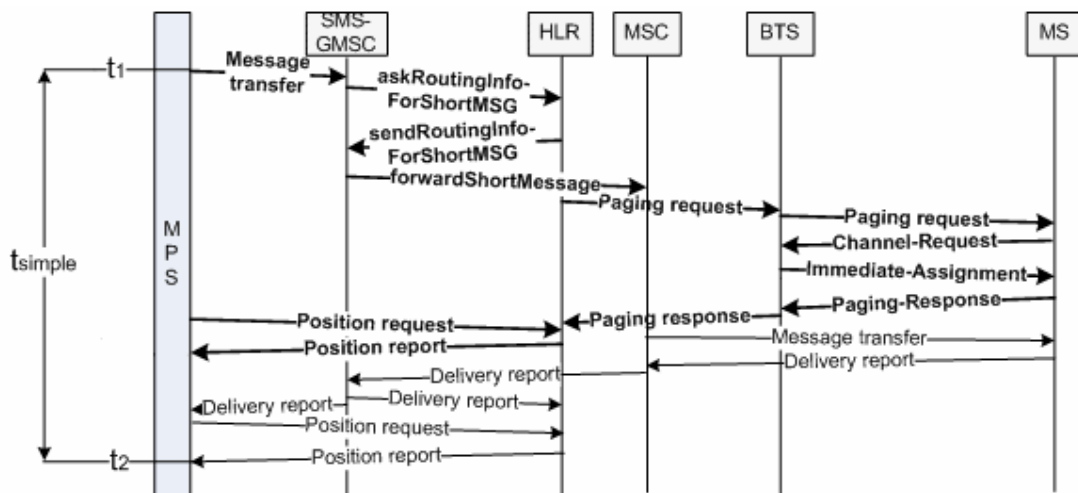 SMS-
GMSC
HLR
MSC
BTS
MS
t1
Message
transfer
askRoutingInfo-
ForShortMSG
sendRoutingInfo-
ForShortMSG
forwardShortMessage
Paging request
Paging request
Channel-Request
M
P
S
tsimple
Immediate-Assignment
Paging-Response
Position request
Paging response
Position report
Message transfer
Delivery report
Delivery report
Delivery report
Delivery report
Position request
t2
Position report